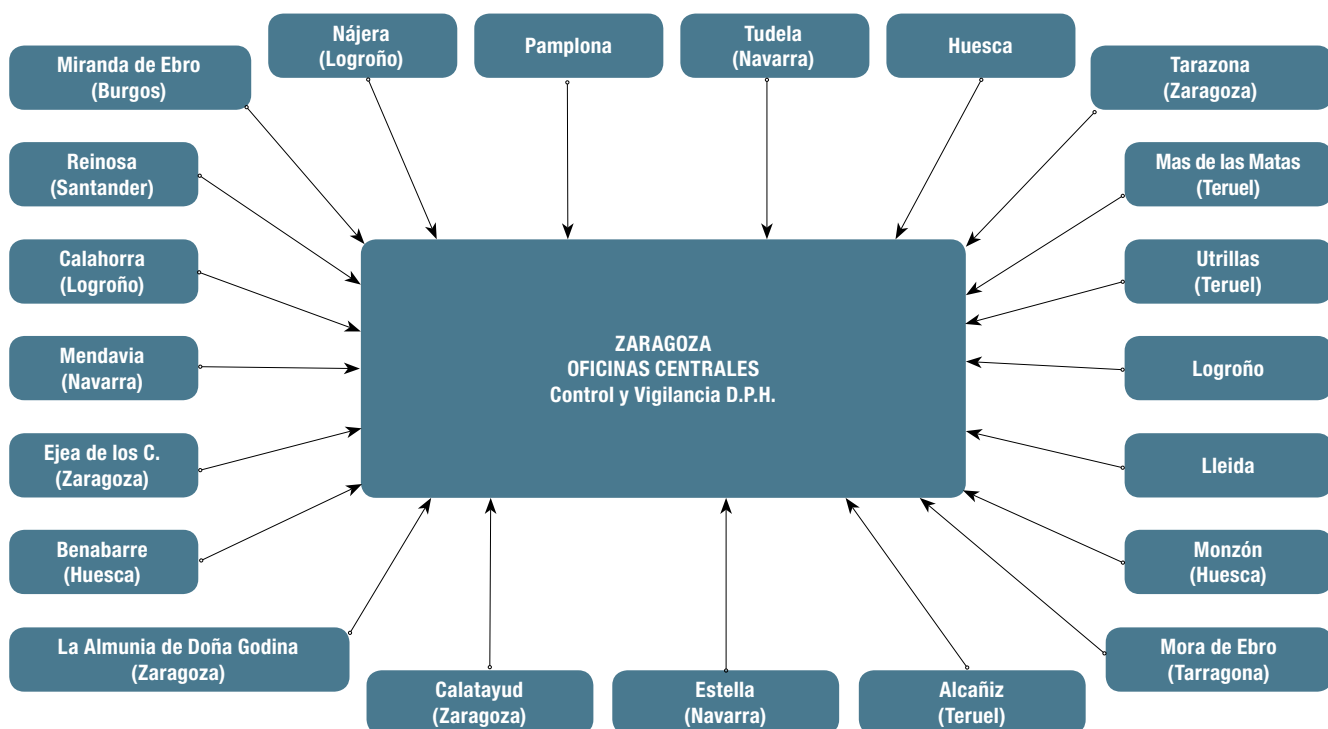 Nájera
(Logroño)
Pamplona
Tudela
(Navarra)
Huesca
Miranda de Ebro
(Burgos)
Tarazona
(Zaragoza)
Reinosa
(Santander)
Mas de las Matas
(Teruel)
Calahorra
(Logroño)
Utrillas
(Teruel)
ZARAGOZA
OFICINAS CENTRALES
Control y Vigilancia D.P.H.
Mendavia
(Navarra)
Logroño
Ejea de los C.
(Zaragoza)
Lleida
Benabarre
(Huesca)
Monzón
(Huesca)
La Almunia de Doña Godina
(Zaragoza)
Mora de Ebro
(Tarragona)
Calatayud
(Zaragoza)
Estella
(Navarra)
Alcañiz
(Teruel)